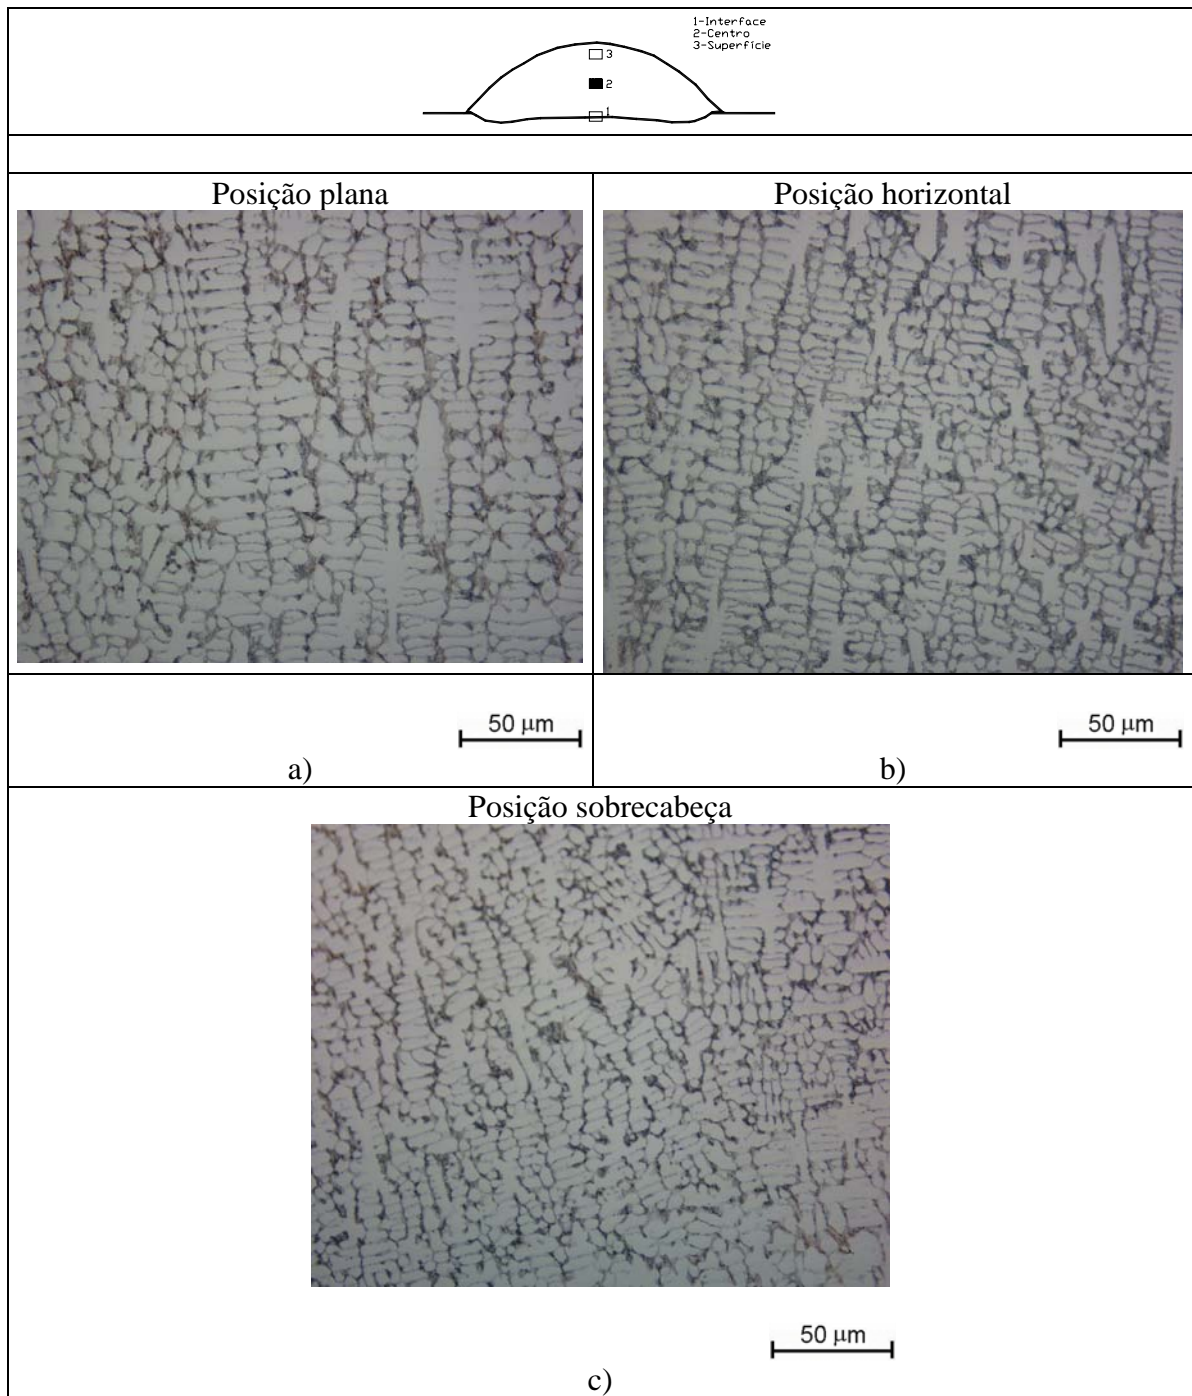 1-Interface
2-Centro
3-Superfície
3
2
1
Posição plana
Posição horizontal
50 μm
50 μm
a)
b)
Posição sobrecabeça
50 μm
c)